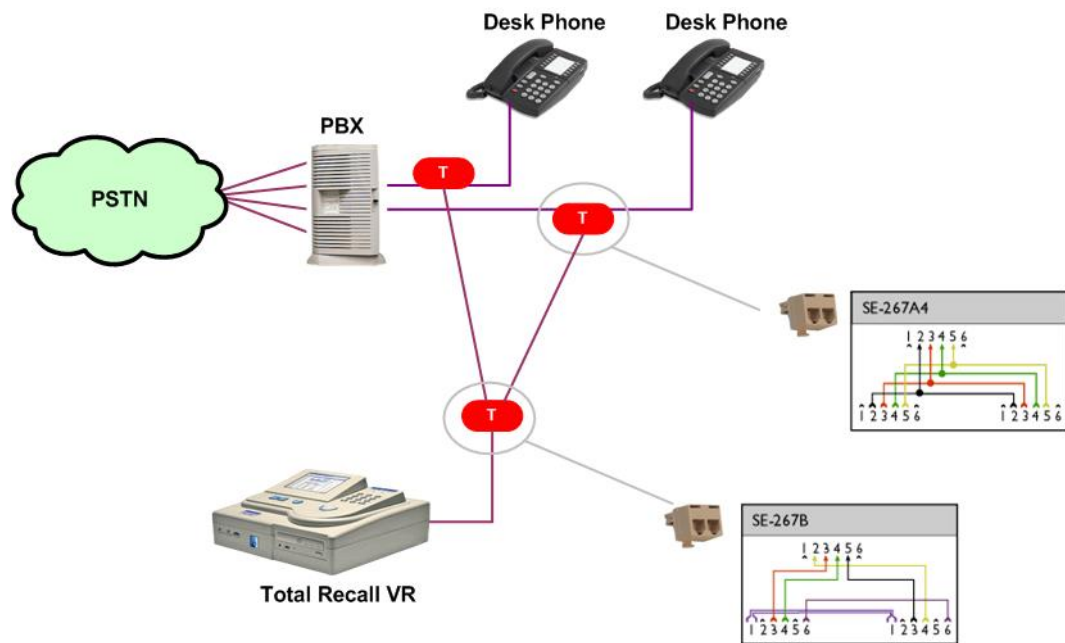 Desk Phone
Desk Phone
PBX
PSTN
T
T
SE-267A4
1 2 3 4 5 6
1 2 3 4 5 6
1 2 3 4 5 6
T
SE-267B
1 2 3 4 5 6
1 2 3 4 5 6
1 2 3 4 5 6
Total Recall VR